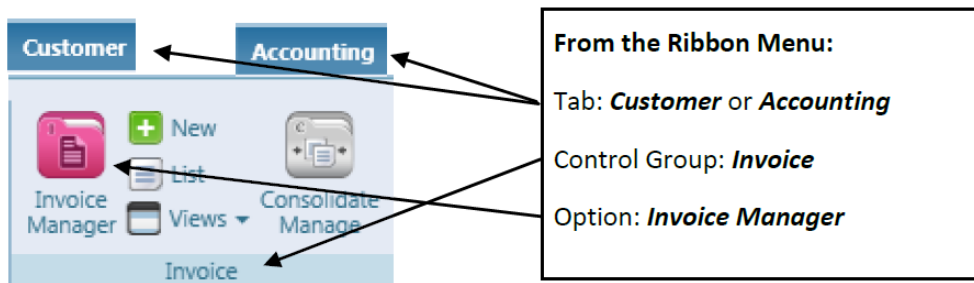 Customer
Accounting
I
New
C
List
Invoice
Manager
Views
Consolidate
Manage
Invoice
From the Ribbon Menu:
Tab: Customer or Accounting
Control Group: Invoice
Option: Invoice Manager